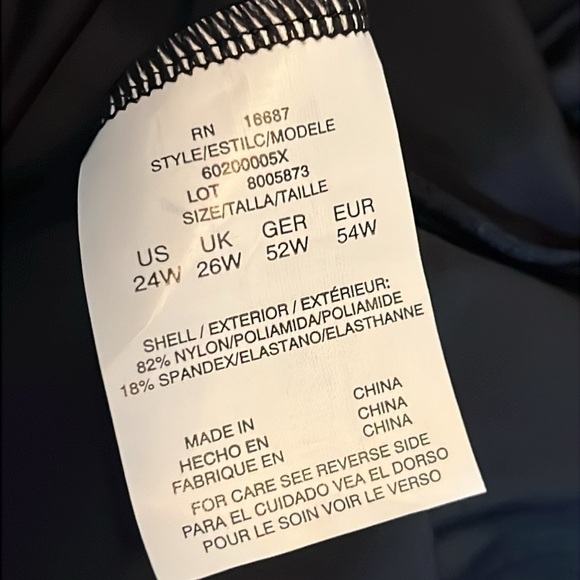 RN 16687
STYLE/ESTILC/MODELE
60200005X
LOT 8005873
SIZE/TALLA/TAILLE
US UK GER EUR
24W 26W 52W 54W
SHELL / EXTERIOR / EXTÉRIEUR:
82% NYLON/POLIAMIDA/POLIAMIDE
18% SPANDEX/ELASTANO/ELASTHANNE
MADE IN CHINA
HECHO EN CHINA
FABRIQUE EN CHINA
FOR CARE SEE REVERSE SIDE
PARA EL CUIDADO VEA EL DORSO
POUR LE SOIN VOIR LE VERSO